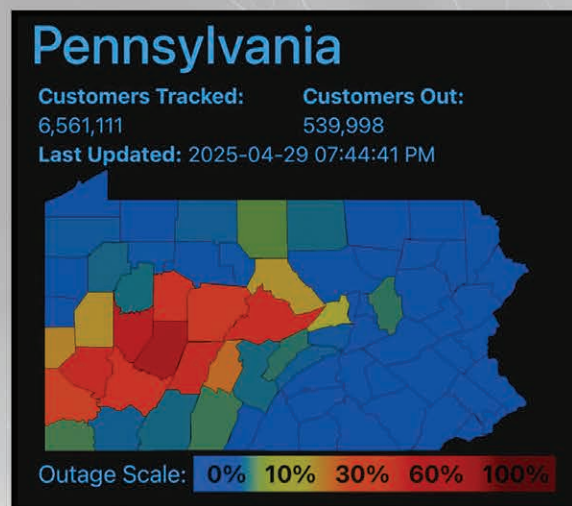 Pennsylvania
Customers Tracked: Customers Out:
6,561,111 539,998
Last Updated: 2025-04-29 07:44:41 PM
Outage Scale: 0% 10% 30% 60% 100%